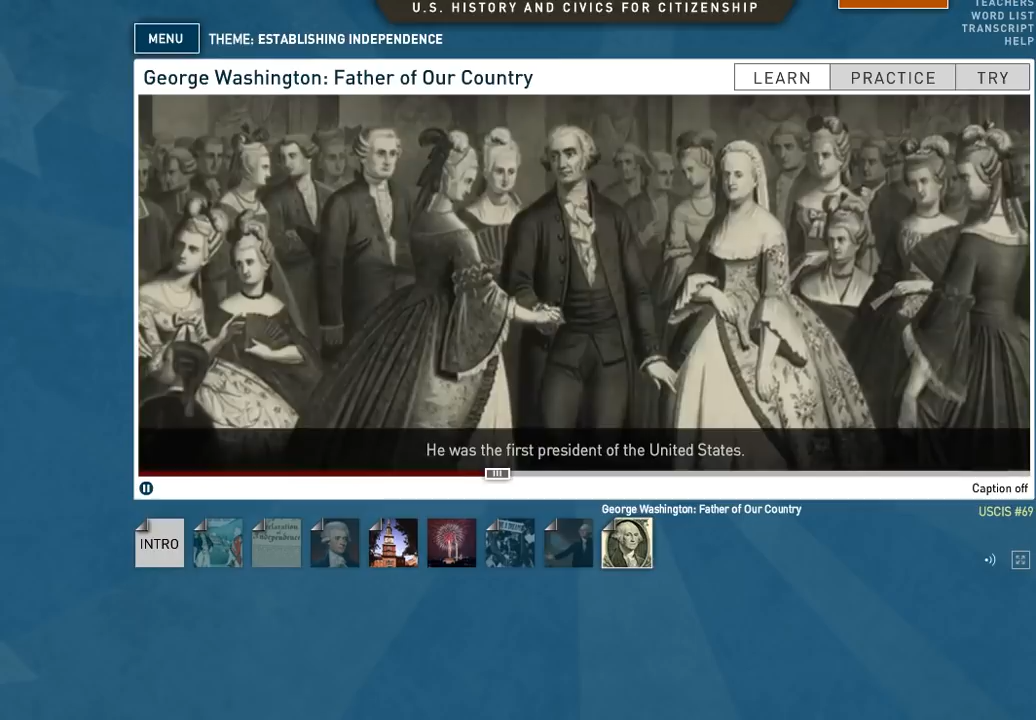 U.S. HISTORY AND CIVICS FOR CITIZENSHIP
TEACHERS
WORD LIST
TRANSCRIPT
HELP
MENU
THEME: ESTABLISHING INDEPENDENCE
George Washington: Father of Our Country
LEARN
PRACTICE
TRY
He was the first president of the United States.
Caption off
George Washington: Father of Our Country
USCIS #69
INTRO